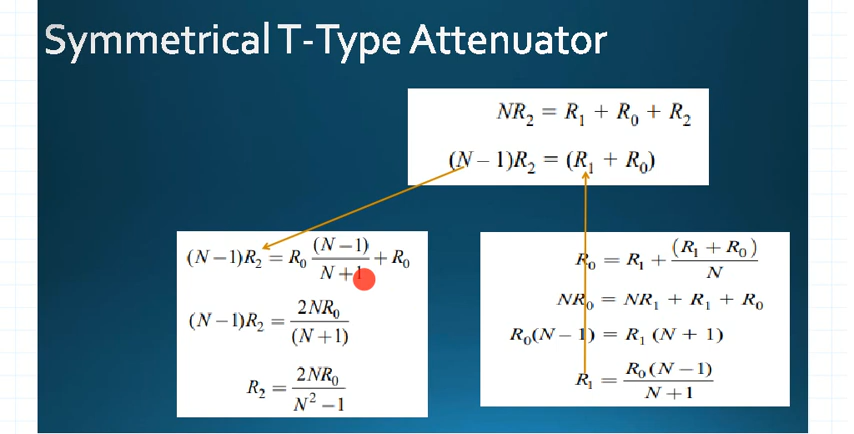 Symmetrical T-Type Attenuator
NR₂ = R₁ + R₀ + R₂
(N − 1)R₂ = (R₁ + R₀)
(N − 1)R₂ = R₀ (N − 1)/(N + 1) + R₀
(N − 1)R₂ = 2NR₀/(N + 1)
R₂ = 2NR₀/(N² − 1)
R₀ = R₁ + (R₁ + R₀)/N
NR₀ = NR₁ + R₁ + R₀
R₀(N − 1) = R₁ (N + 1)
R₁ = R₀(N − 1)/(N + 1)